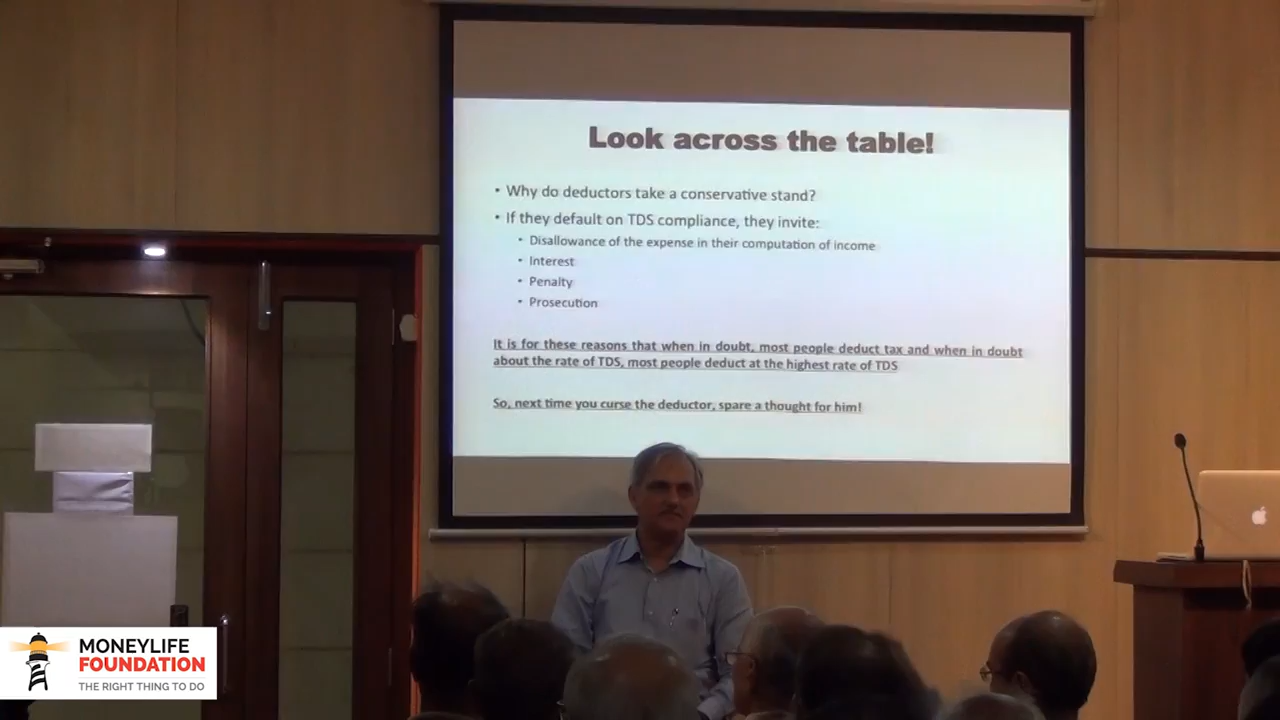 Look across the table!
• Why do deductors take a conservative stand?
• If they default on TDS compliance, they invite:
• Disallowance of the expense in their computation of income
• Interest
• Penalty
• Prosecution
It is for these reasons that when in doubt, most people deduct tax and when in doubt
about the rate of TDS, most people deduct at the highest rate of TDS
So, next time you curse the deductor, spare a thought for him!
MONEYLIFE
FOUNDATION
THE RIGHT THING TO DO